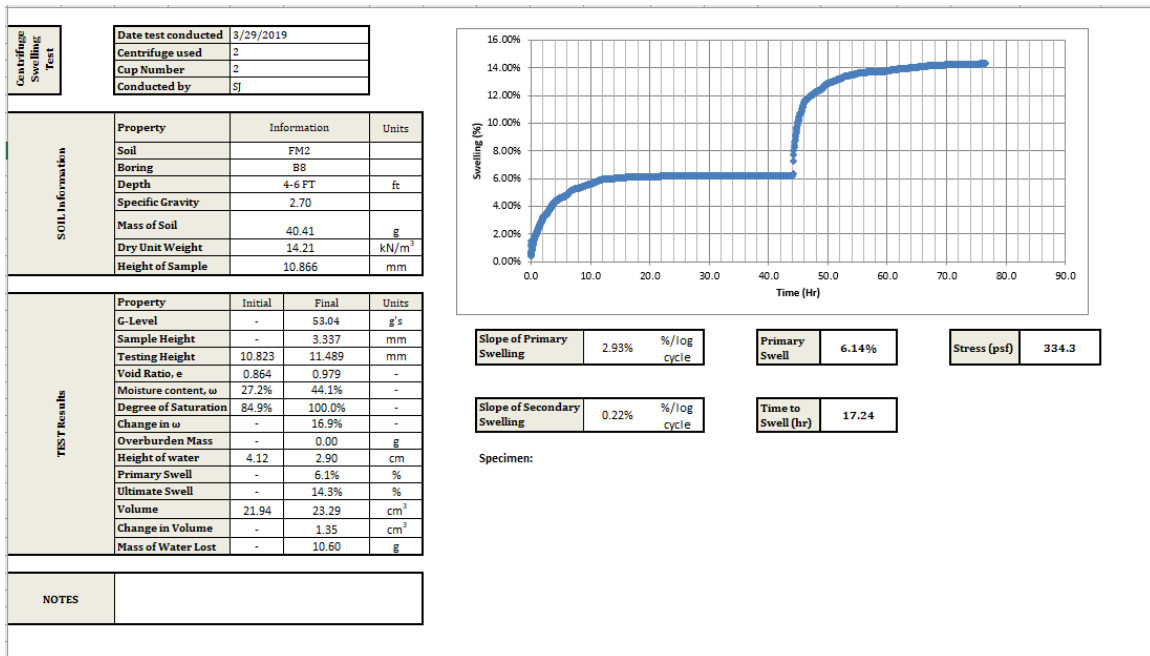 Centrifuge
Swelling
Test
Date test conducted 3/29/2019
Centrifuge used 2
Cup Number 2
Conducted by SJ
SOIL Information
Property Information Units
Soil FM2
Boring B8
Depth 4-6 FT ft
Specific Gravity 2.70
Mass of Soil 40.41 g
Dry Unit Weight 14.21 kN/m³
Height of Sample 10.866 mm
TEST Results
Property Initial Final Units
G-Level - 53.04 g's
Sample Height - 3.337 mm
Testing Height 10.823 11.489 mm
Void Ratio, e 0.864 0.979 -
Moisture content, ω 27.2% 44.1% -
Degree of Saturation 84.9% 100.0% -
Change in ω - 16.9% -
Overburden Mass - 0.00 g
Height of water 4.12 2.90 cm
Primary Swell - 6.1% %
Ultimate Swell - 14.3% %
Volume 21.94 23.29 cm³
Change in Volume - 1.35 cm³
Mass of Water Lost - 10.60 g
NOTES
16.00%
14.00%
12.00%
10.00%
8.00%
6.00%
4.00%
2.00%
0.00%
Swelling (%)
0.0 10.0 20.0 30.0 40.0 50.0 60.0 70.0 80.0 90.0
Time (Hr)
Slope of Primary
Swelling
2.93%
%/log
cycle
Primary
Swell
6.14%
Stress (psf) 334.3
Slope of Secondary
Swelling
0.22%
%/log
cycle
Time to
Swell (hr)
17.24
Specimen: